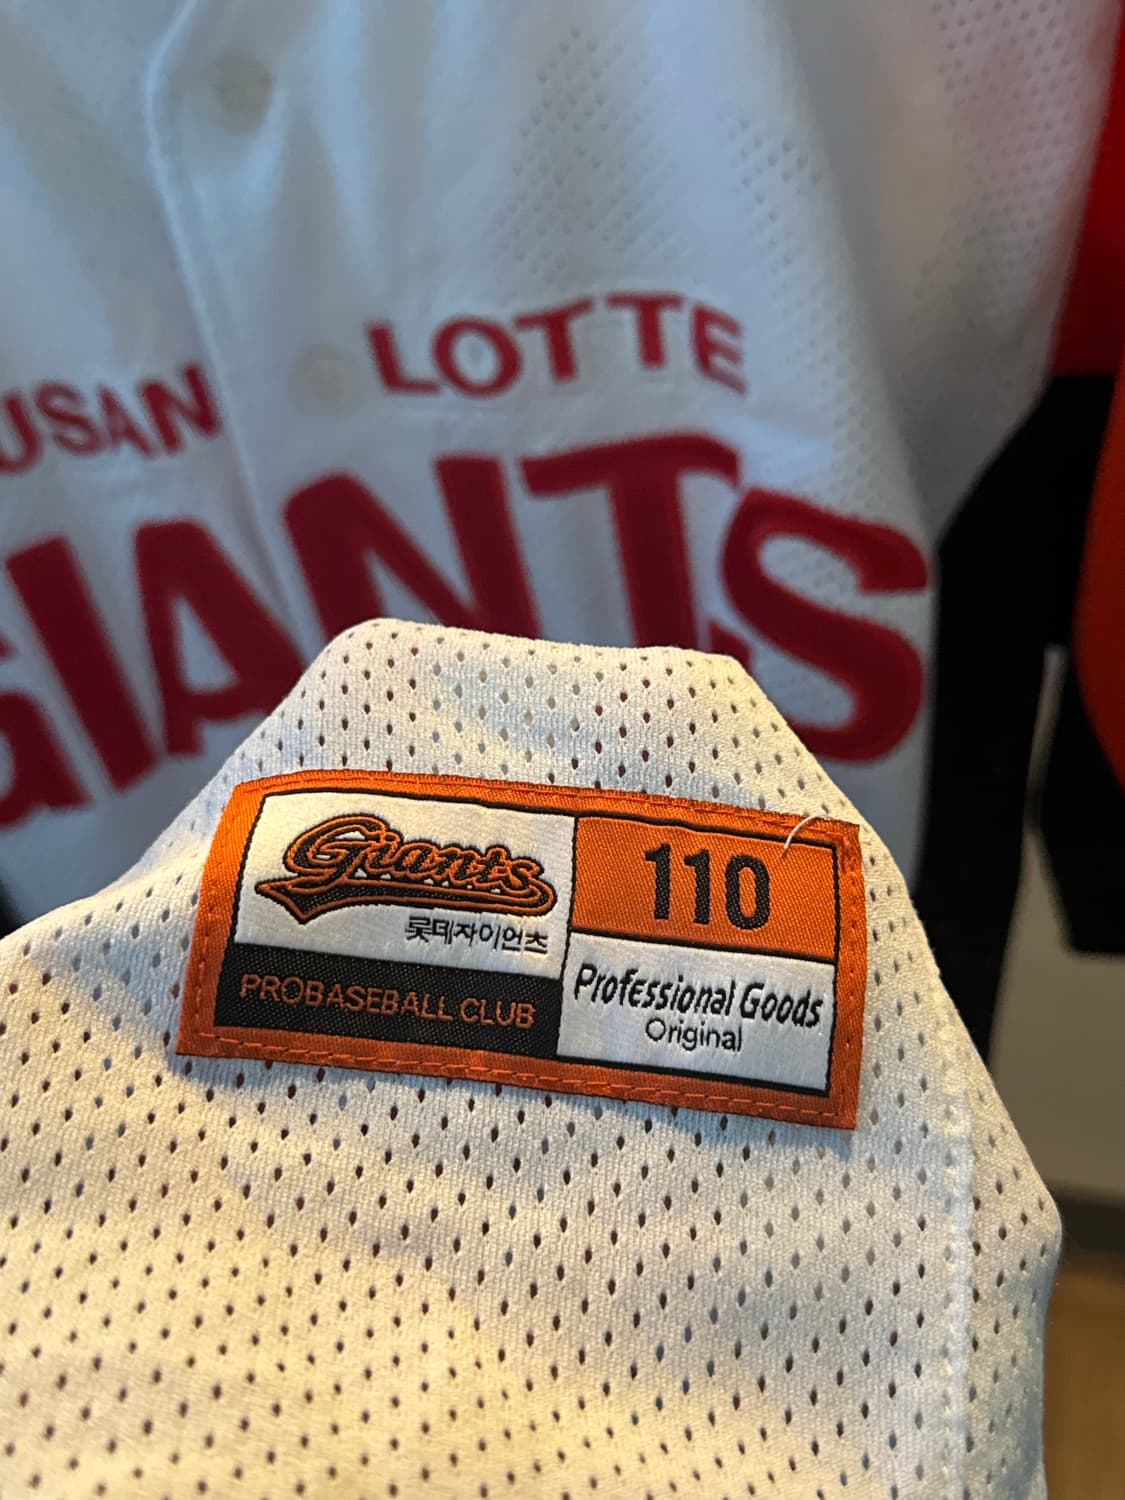 USAN
LOTTE
GIANTS
Giants
롯데자이언츠
PROBASEBALL CLUB
110
Professional Goods
Original